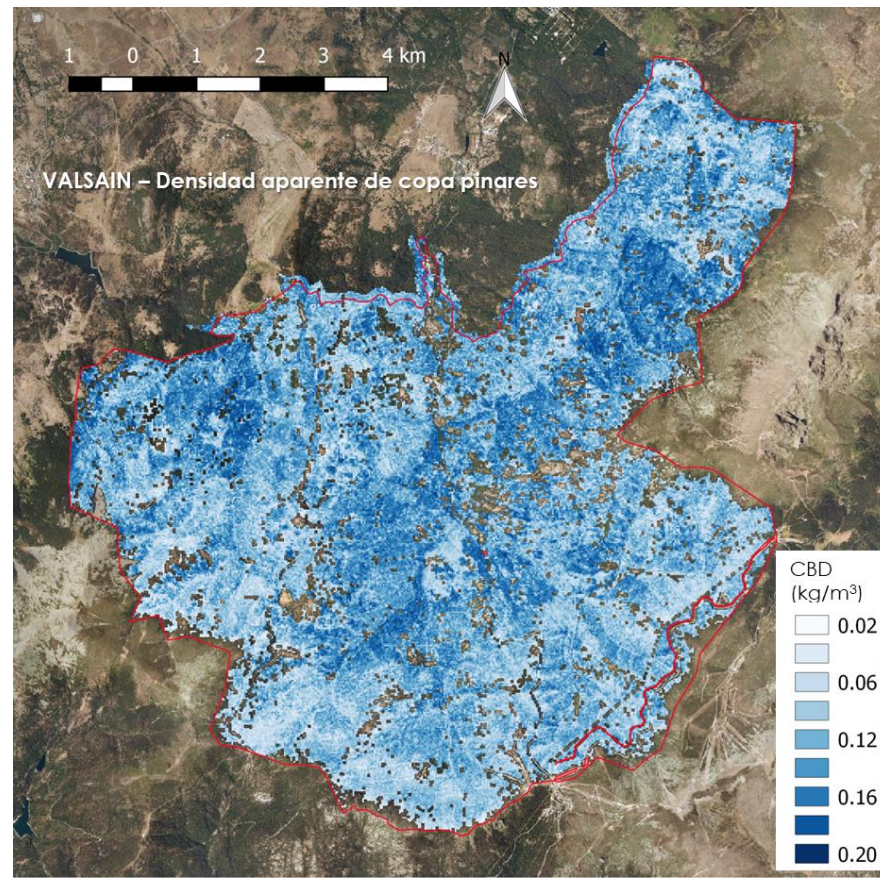 1 0 1 2 3 4 km
N
VALSAIN – Densidad aparente de copa pinares
CBD
(kg/m³)
0.02
0.06
0.12
0.16
0.20